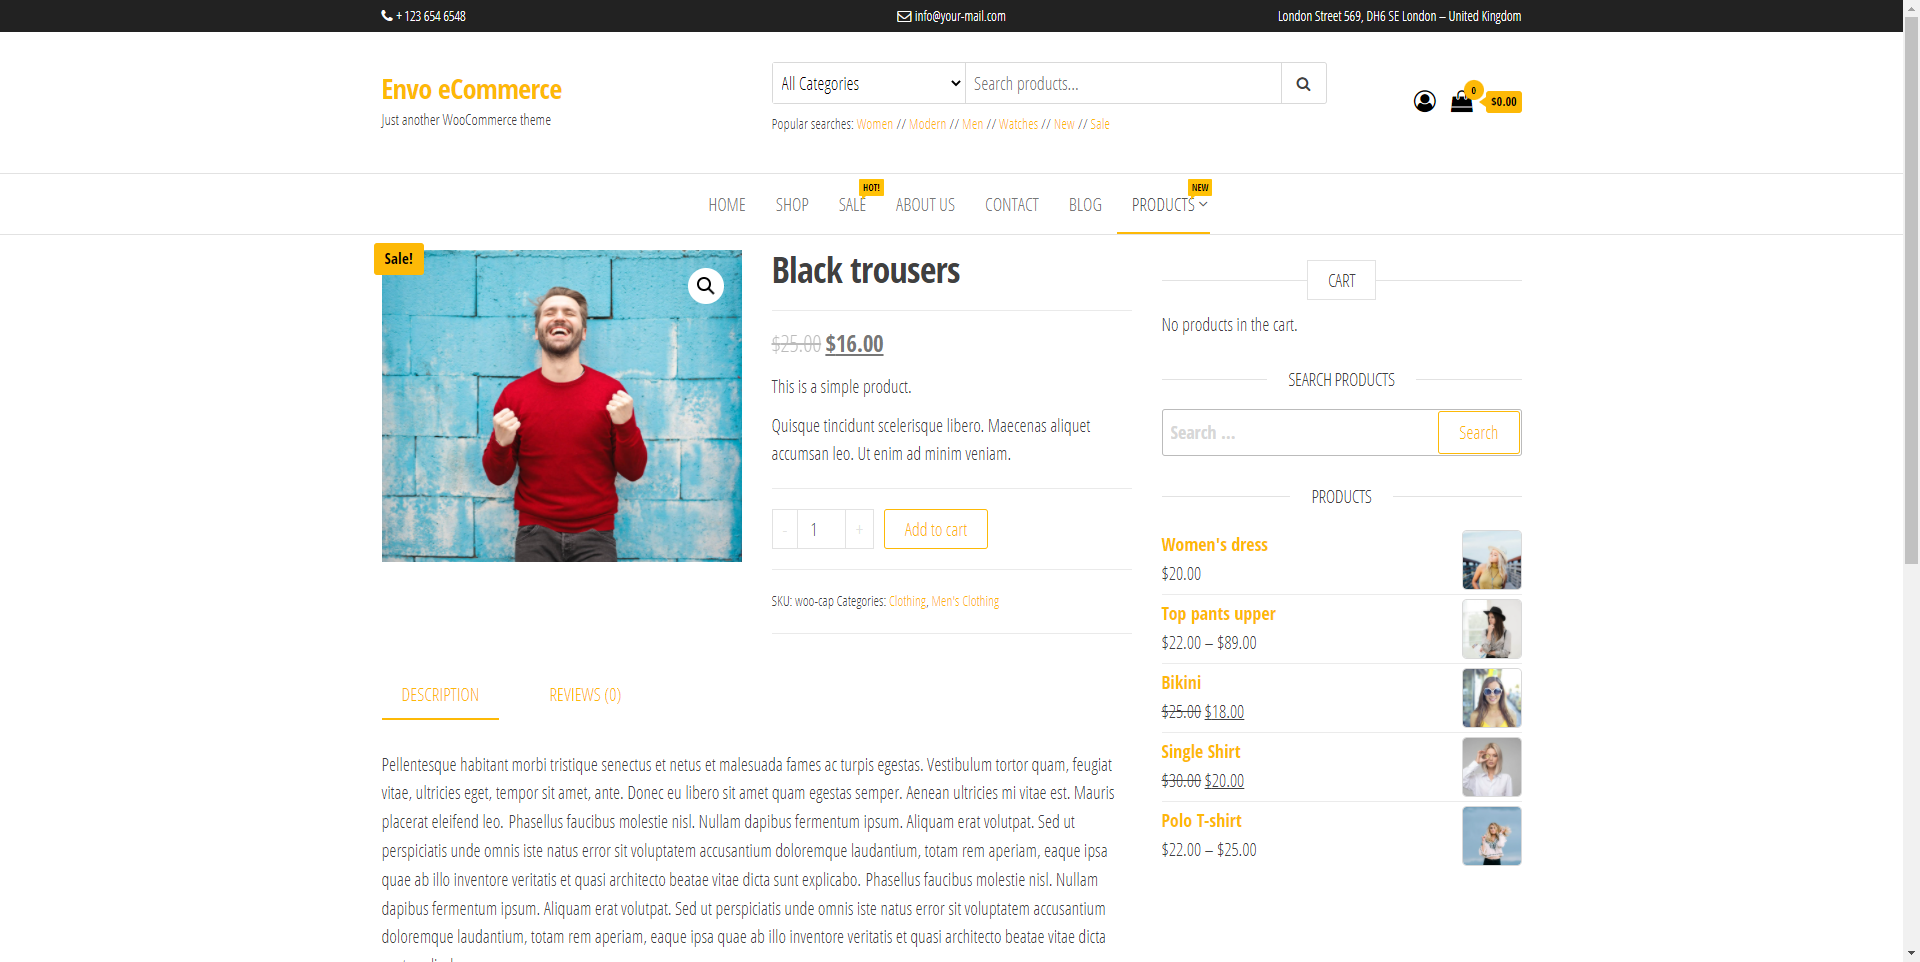 + 123 654 6548
info@your-mail.com
London Street 569, DH6 SE London – United Kingdom
Envo eCommerce
Just another WooCommerce theme
All Categories
Search products...
Popular searches: Women // Modern // Men // Watches // New // Sale
0
$0.00
HOME
SHOP
SALE
HOT!
ABOUT US
CONTACT
BLOG
PRODUCTS
NEW
Sale!
Black trousers
$25.00 $16.00
This is a simple product.
Quisque tincidunt scelerisque libero. Maecenas aliquet
accumsan leo. Ut enim ad minim veniam.
- 1 +
Add to cart
SKU: woo-cap Categories: Clothing, Men's Clothing
CART
No products in the cart.
SEARCH PRODUCTS
Search ...
Search
PRODUCTS
Women's dress
$20.00
Top pants upper
$22.00 – $89.00
Bikini
$25.00 $18.00
Single Shirt
$30.00 $20.00
Polo T-shirt
$22.00 – $25.00
DESCRIPTION
REVIEWS (0)
Pellentesque habitant morbi tristique senectus et netus et malesuada fames ac turpis egestas. Vestibulum tortor quam, feugiat
vitae, ultricies eget, tempor sit amet, ante. Donec eu libero sit amet quam egestas semper. Aenean ultricies mi vitae est. Mauris
placerat eleifend leo. Phasellus faucibus molestie nisl. Nullam dapibus fermentum ipsum. Aliquam erat volutpat. Sed ut
perspiciatis unde omnis iste natus error sit voluptatem accusantium doloremque laudantium, totam rem aperiam, eaque ipsa
quae ab illo inventore veritatis et quasi architecto beatae vitae dicta sunt explicabo. Phasellus faucibus molestie nisl. Nullam
dapibus fermentum ipsum. Aliquam erat volutpat. Sed ut perspiciatis unde omnis iste natus error sit voluptatem accusantium
doloremque laudantium, totam rem aperiam, eaque ipsa quae ab illo inventore veritatis et quasi architecto beatae vitae dicta